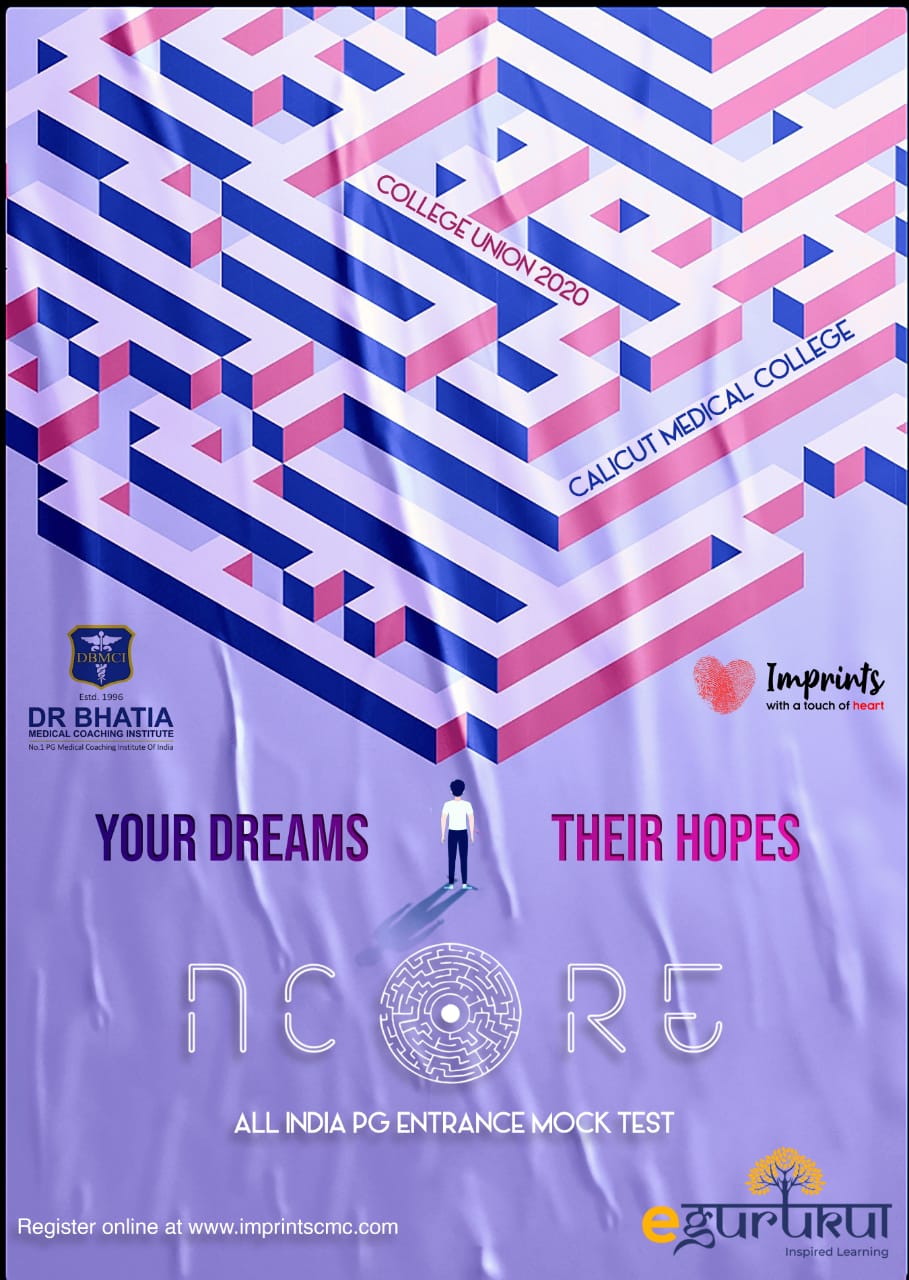 COLLEGE UNION 2020
CALICUT MEDICAL COLLEGE
DBMCI
Estd. 1996
DR BHATIA
MEDICAL COACHING INSTITUTE
No.1 PG Medical Coaching Institute Of India
Imprints
with a touch of heart
YOUR DREAMS
THEIR HOPES
NCORE
ALL INDIA PG ENTRANCE MOCK TEST
Register online at www.imprintscmc.com
egurukul
Inspired Learning